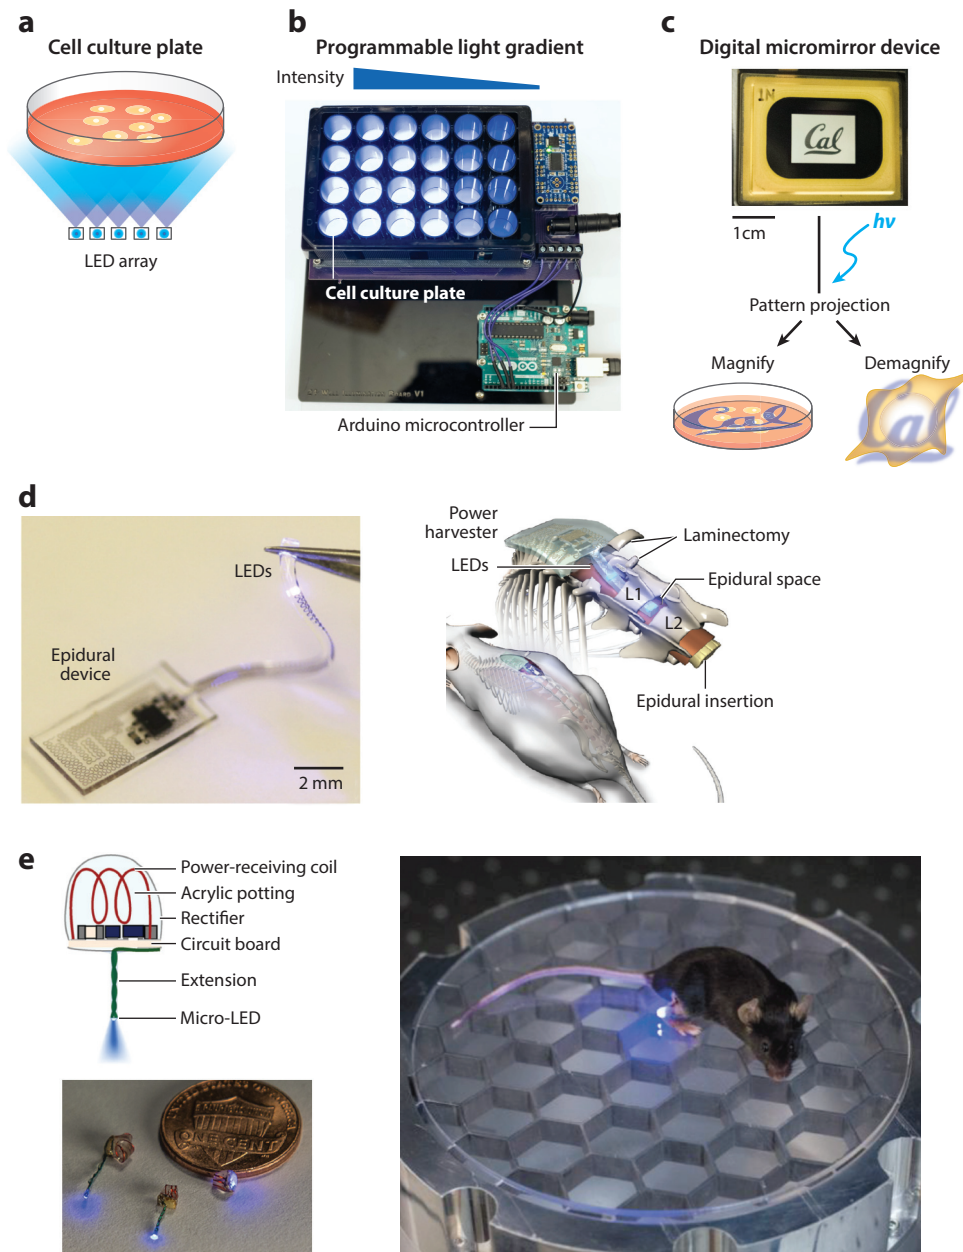 a
Cell culture plate
LED array
b
Programmable light gradient
Intensity
Cell culture plate
Arduino microcontroller
c
Digital micromirror device
1N
Cal
1cm
hν
Pattern projection
Magnify
Demagnify
Cal
Cal
d
LEDs
Epidural
device
2 mm
Power
harvester
LEDs
Laminectomy
Epidural space
L1
L2
Epidural insertion
e
Power-receiving coil
Acrylic potting
Rectifier
Circuit board
Extension
Micro-LED
ONE CENT